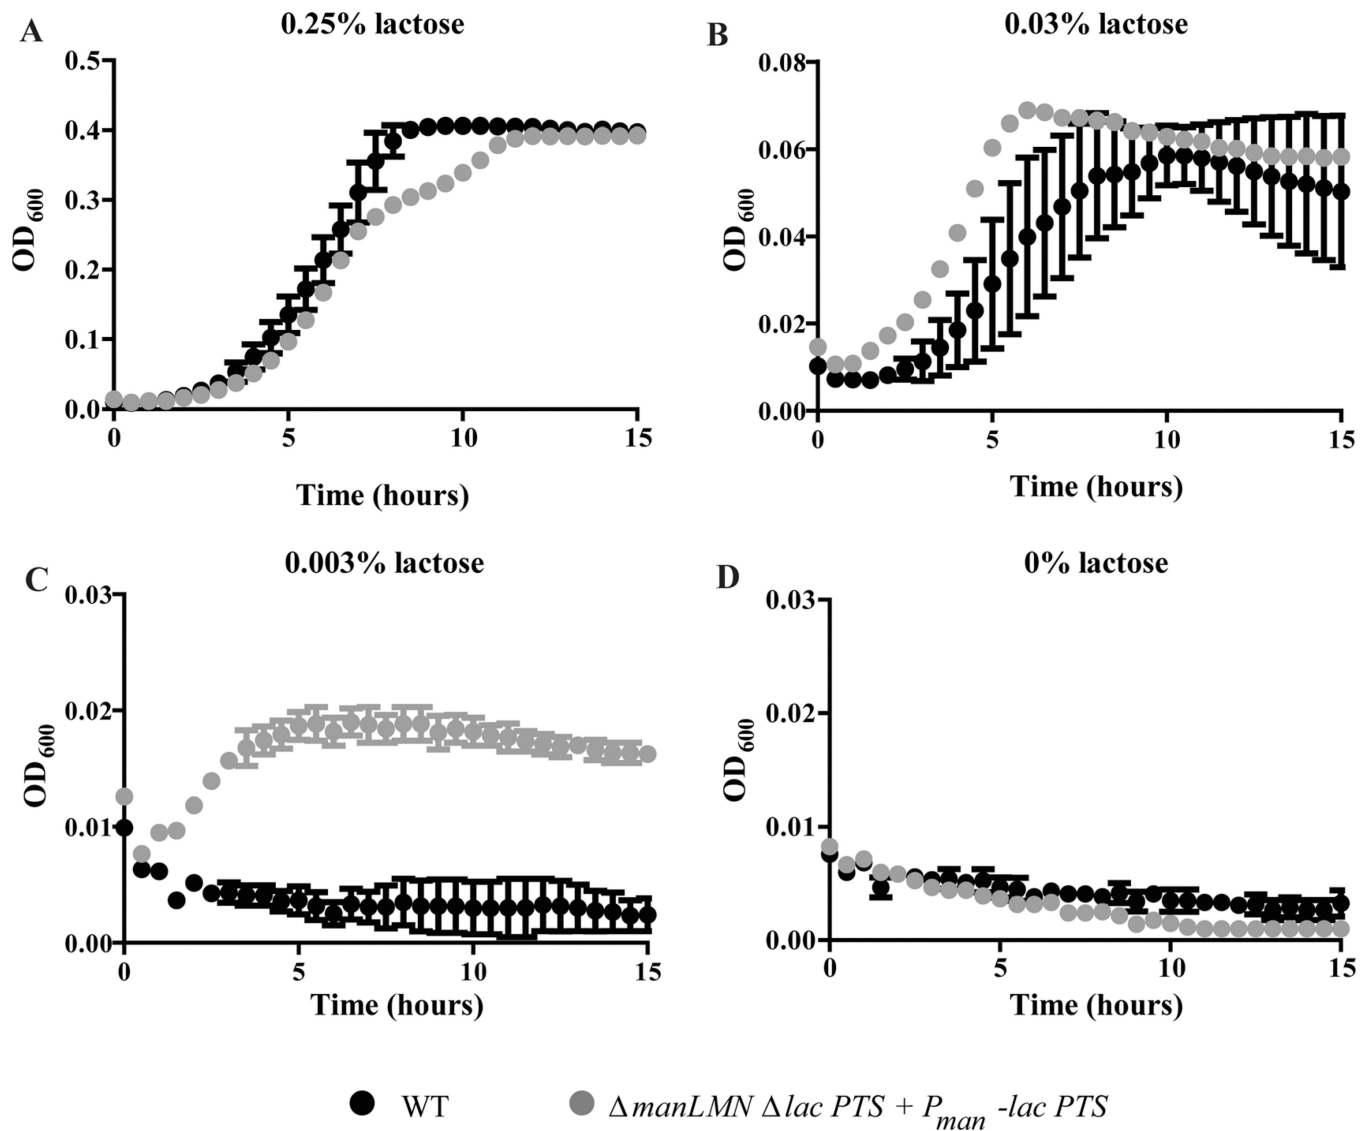 A
0.25% lactose
0.5
0.4
0.3
0.2
0.1
0.0
OD600
0
5
10
15
Time (hours)
B
0.03% lactose
0.08
0.06
0.04
0.02
0.00
OD600
0
5
10
15
Time (hours)
C
0.003% lactose
0.03
0.02
0.01
0.00
OD600
0
5
10
15
Time (hours)
D
0% lactose
0.03
0.02
0.01
0.00
OD600
0
5
10
15
Time (hours)
WT
ΔmanLMN Δlac PTS + Pman -lac PTS